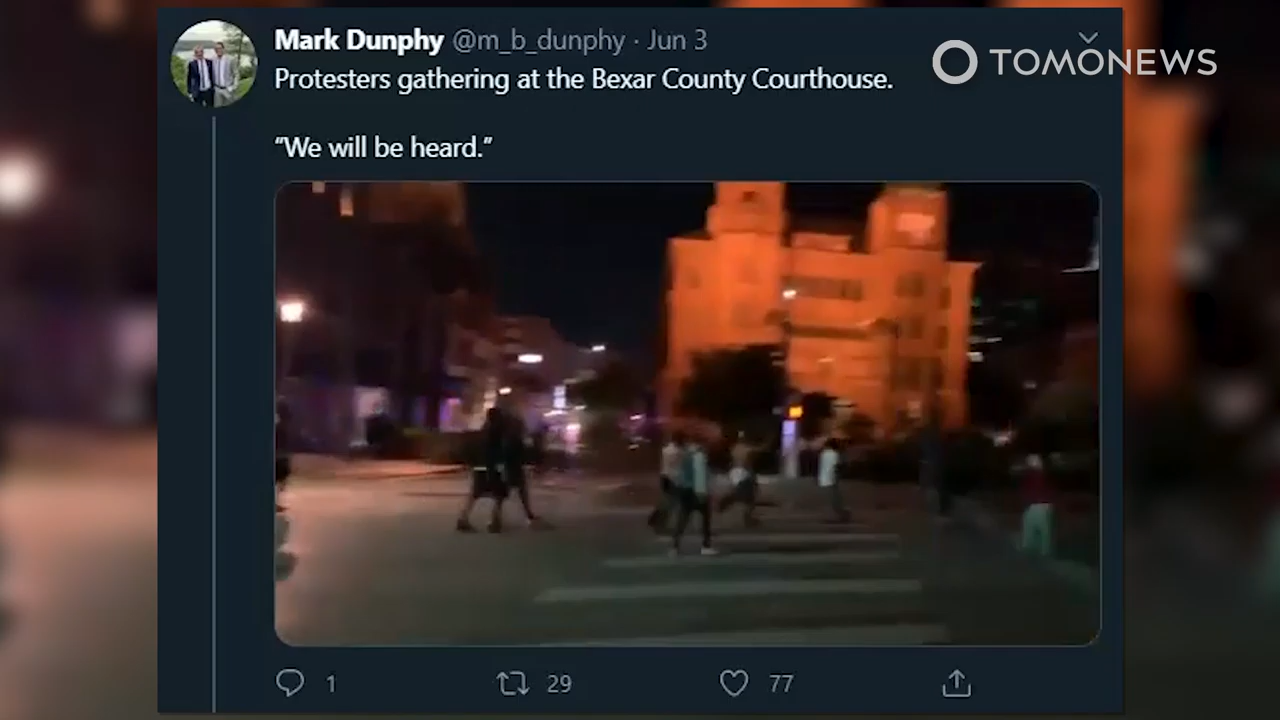 Mark Dunphy @m_b_dunphy · Jun 3
TOMONEWS
Protesters gathering at the Bexar County Courthouse.
“We will be heard.”
1 29 77